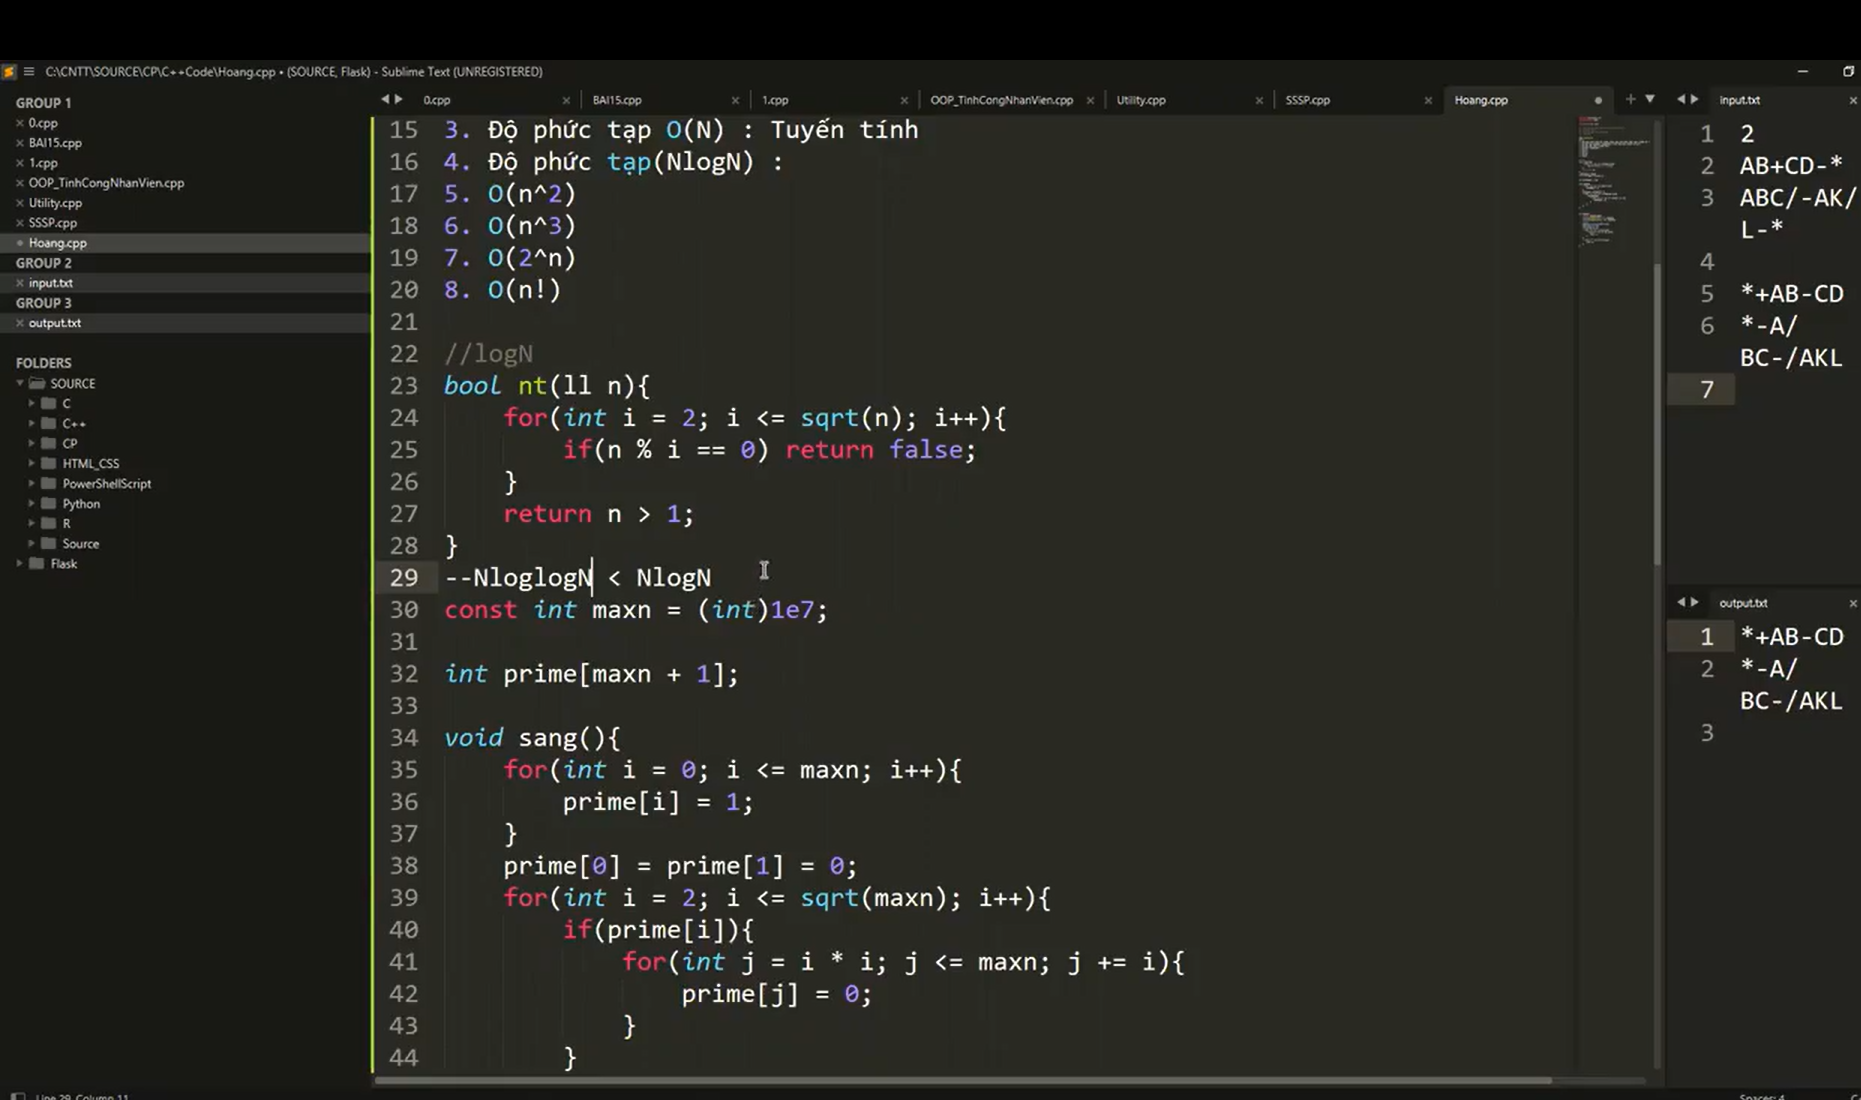 C:\CNTT\SOURCE\CP\C++Code\Hoang.cpp • (SOURCE, Flask) - Sublime Text (UNREGISTERED)
GROUP 1
0.cpp
BAI15.cpp
1.cpp
OOP_TinhCongNhanVien.cpp
Utility.cpp
SSSP.cpp
Hoang.cpp
GROUP 2
input.txt
GROUP 3
output.txt
FOLDERS
SOURCE
C
C++
CP
HTML_CSS
PowerShellScript
Python
R
Source
Flask
0.cpp BAI15.cpp 1.cpp OOP_TinhCongNhanVien.cpp Utility.cpp SSSP.cpp Hoang.cpp
15 3. Độ phức tạp O(N) : Tuyến tính
16 4. Độ phức tạp(NlogN) :
17 5. O(n^2)
18 6. O(n^3)
19 7. O(2^n)
20 8. O(n!)
21
22 //logN
23 bool nt(ll n){
24 for(int i = 2; i <= sqrt(n); i++){
25 if(n % i == 0) return false;
26 }
27 return n > 1;
28 }
29 --NloglogN < NlogN
30 const int maxn = (int)1e7;
31
32 int prime[maxn + 1];
33
34 void sang(){
35 for(int i = 0; i <= maxn; i++){
36 prime[i] = 1;
37 }
38 prime[0] = prime[1] = 0;
39 for(int i = 2; i <= sqrt(maxn); i++){
40 if(prime[i]){
41 for(int j = i * i; j <= maxn; j += i){
42 prime[j] = 0;
43 }
44 }
input.txt
1 2
2 AB+CD-*
3 ABC/-AK/
L-*
4
5 *+AB-CD
6 *-A/
BC-/AKL
7
output.txt
1 *+AB-CD
2 *-A/
BC-/AKL
3
Line 29, Column 11
Spaces: 4